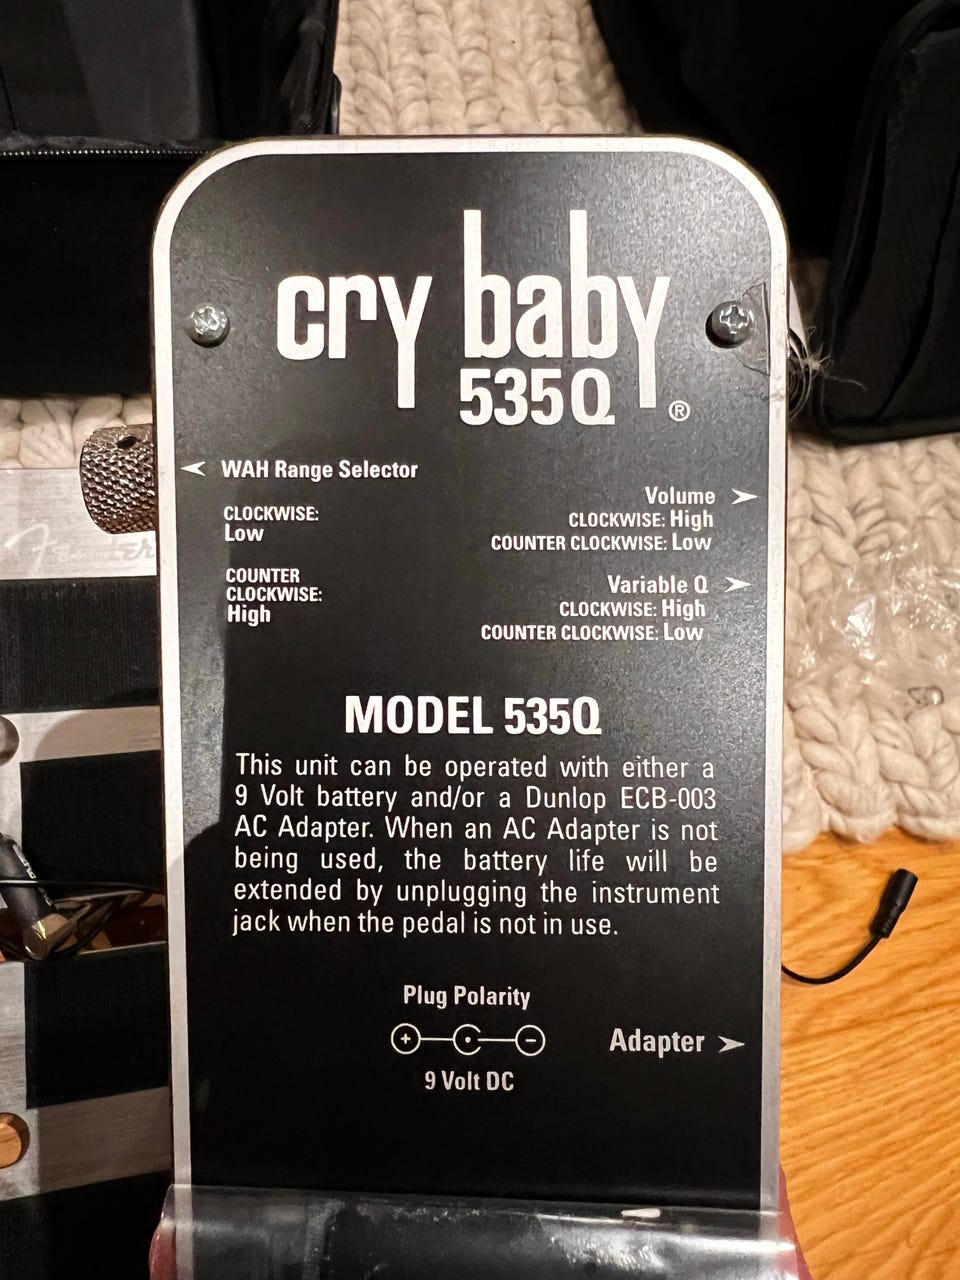 cry baby
535Q
®
WAH Range Selector
CLOCKWISE:
Low
COUNTER
CLOCKWISE:
High
Volume
CLOCKWISE: High
COUNTER CLOCKWISE: Low
Variable Q
CLOCKWISE: High
COUNTER CLOCKWISE: Low
MODEL 535Q
This unit can be operated with either a
9 Volt battery and/or a Dunlop ECB-003
AC Adapter. When an AC Adapter is not
being used, the battery life will be
extended by unplugging the instrument
jack when the pedal is not in use.
Plug Polarity
+ -
9 Volt DC
Adapter
Fender